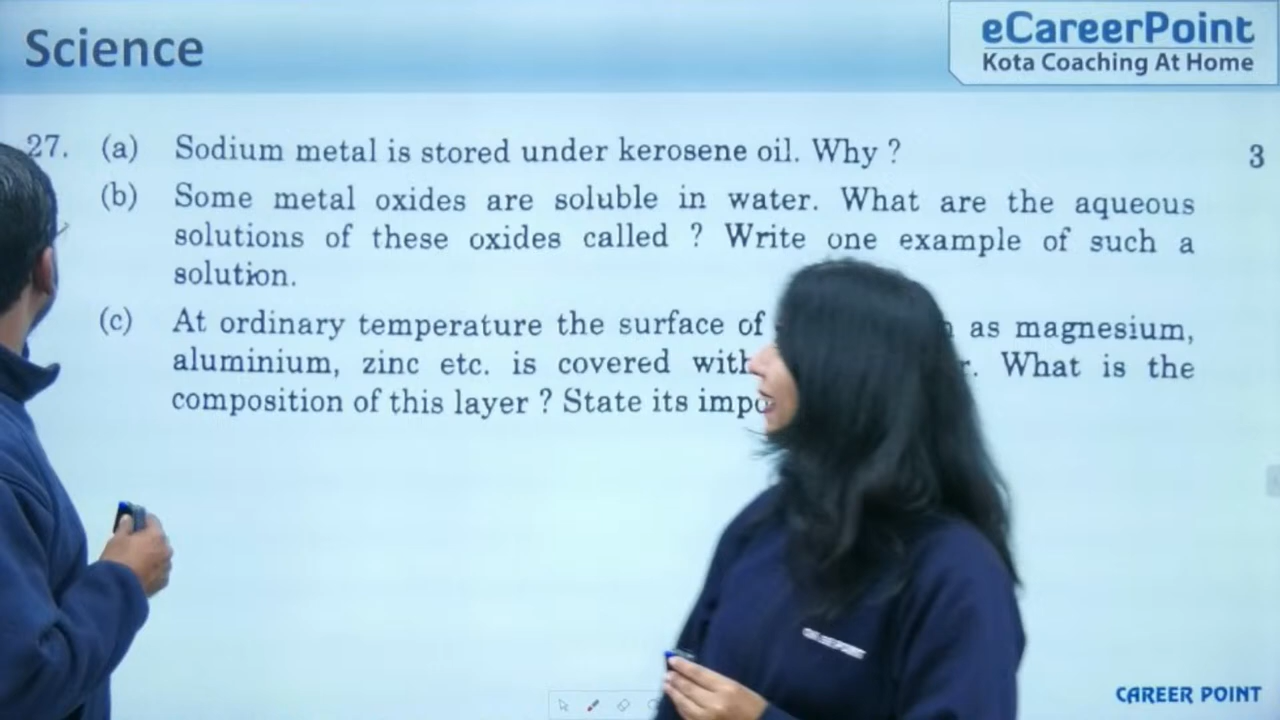 Science
eCareerPoint
Kota Coaching At Home
27. (a) Sodium metal is stored under kerosene oil. Why ? 3
(b) Some metal oxides are soluble in water. What are the aqueous
solutions of these oxides called ? Write one example of such a
solution.
(c) At ordinary temperature the surface of as magnesium,
aluminium, zinc etc. is covered with What is the
composition of this layer ? State its
CAREER POINT